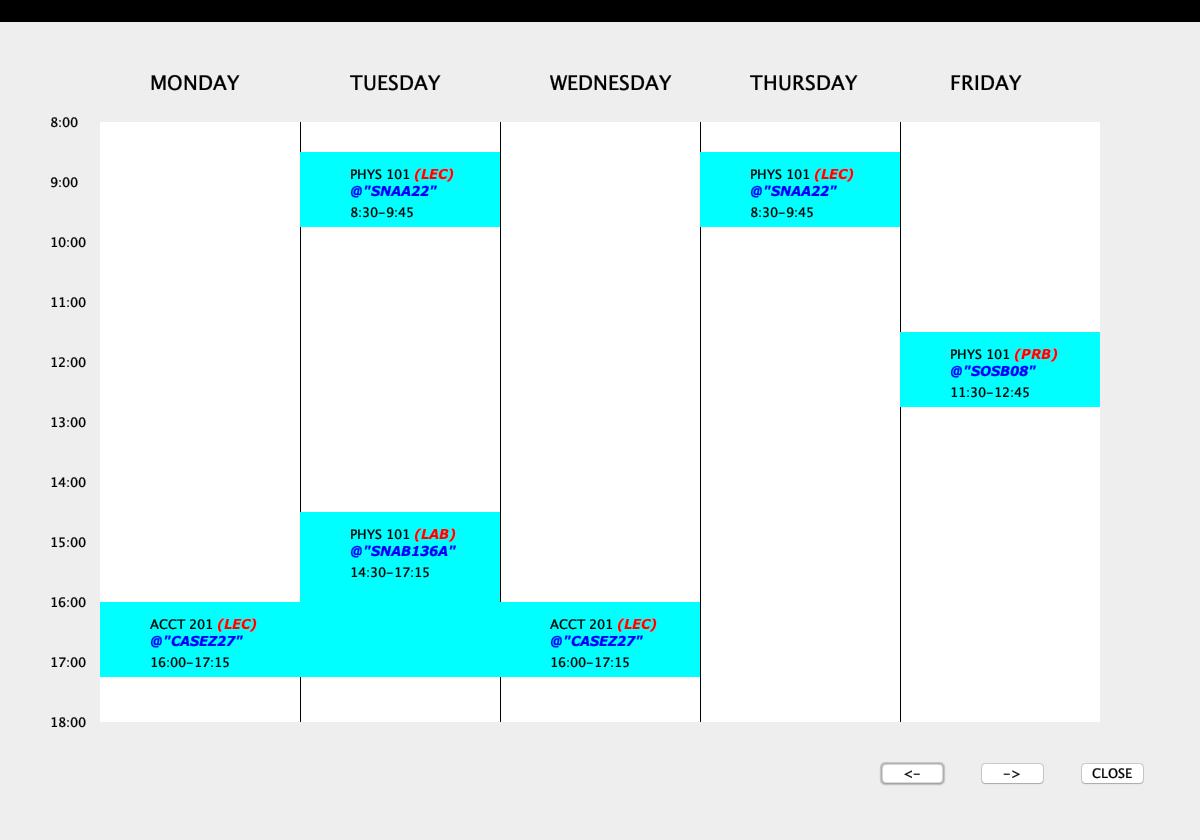 MONDAY TUESDAY WEDNESDAY THURSDAY FRIDAY
8:00
PHYS 101 (LEC)
@"SNAA22"
8:30-9:45
PHYS 101 (LEC)
@"SNAA22"
8:30-9:45
9:00
10:00
11:00
PHYS 101 (PRB)
@"SOSB08"
11:30-12:45
12:00
13:00
14:00
PHYS 101 (LAB)
@"SNAB136A"
14:30-17:15
15:00
16:00
ACCT 201 (LEC)
@"CASEZ27"
16:00-17:15
ACCT 201 (LEC)
@"CASEZ27"
16:00-17:15
17:00
18:00
<- -> CLOSE